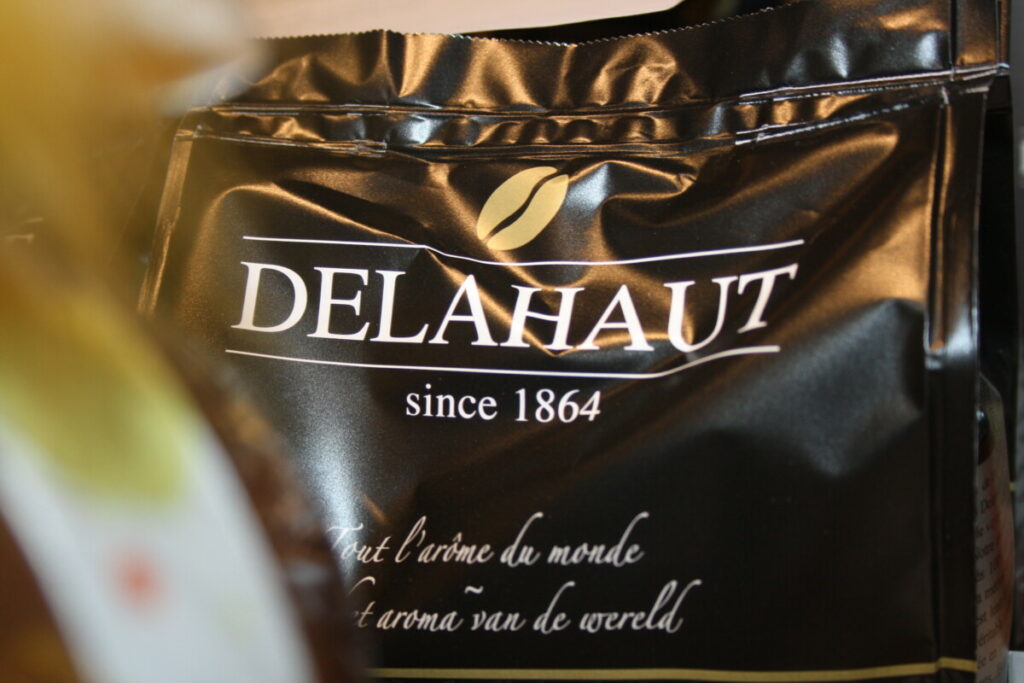 DELAHAUT
since 1864
Tout l'arôme du monde
~
aroma van de wereld